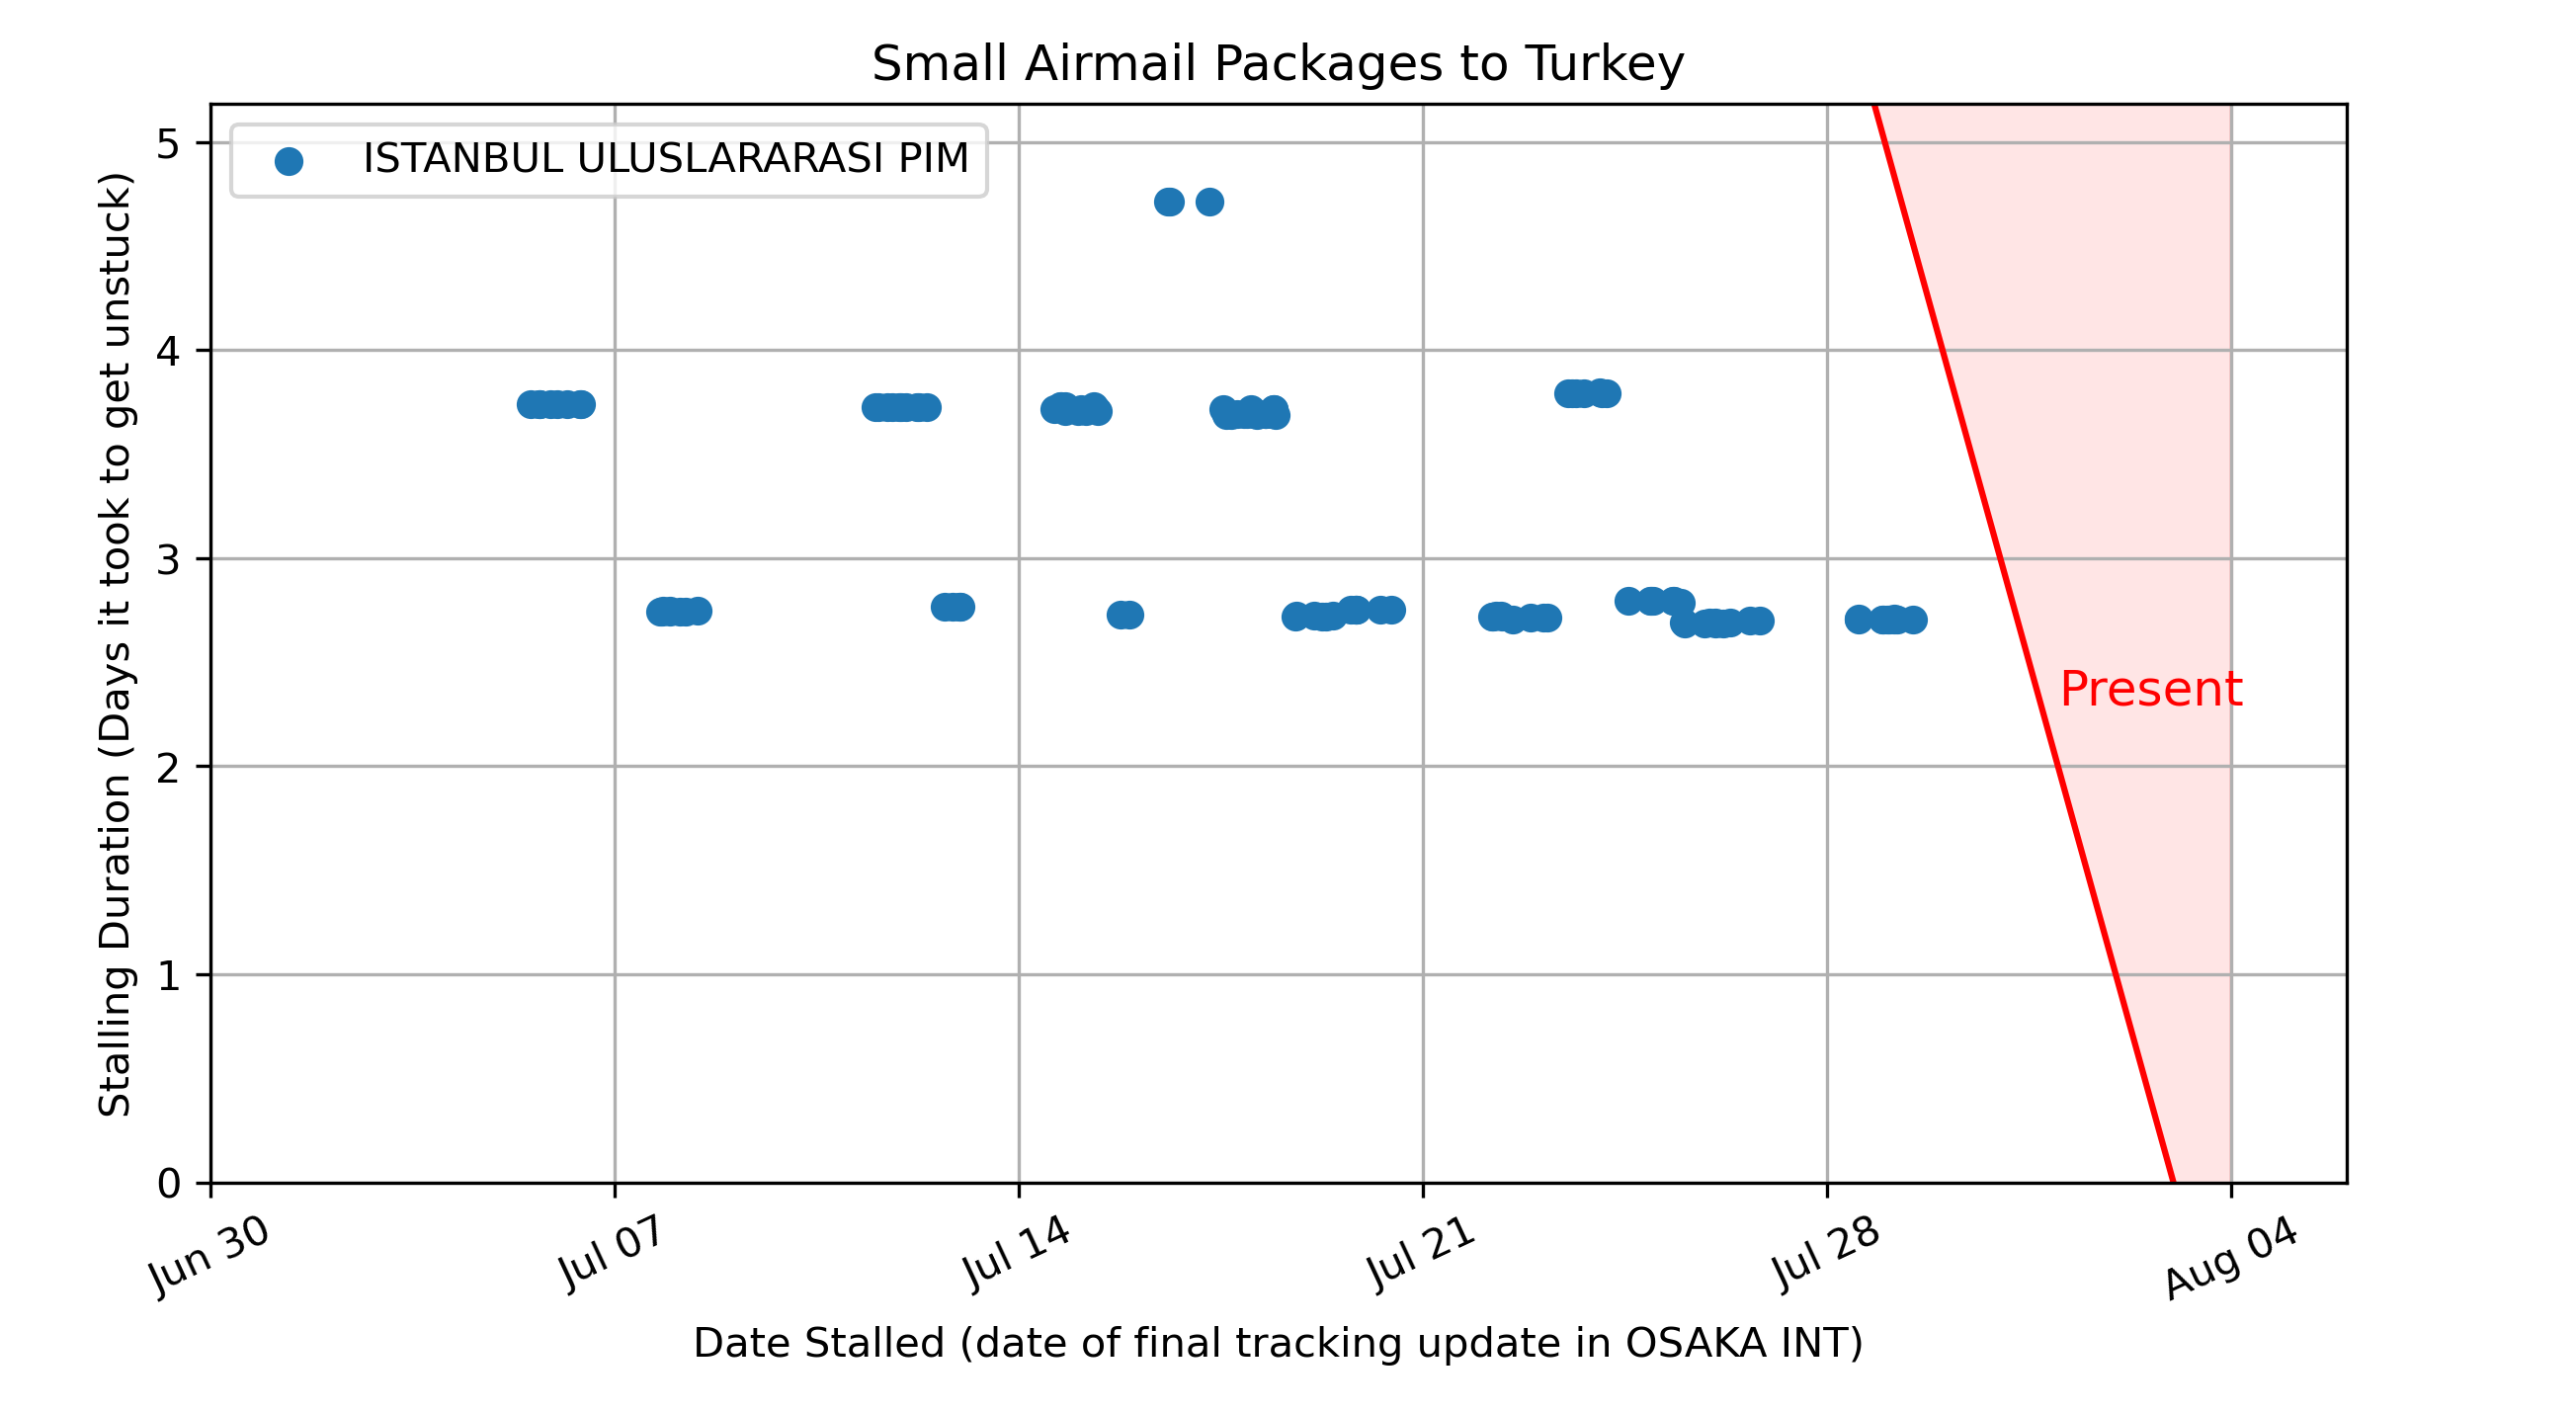 Small Airmail Packages to Turkey
ISTANBUL ULUSLARARASI PIM
Stalling Duration (Days it took to get unstuck)
5
4
3
2
1
0
Present
Jun 30
Jul 07
Jul 14
Jul 21
Jul 28
Aug 04
Date Stalled (date of final tracking update in OSAKA INT)